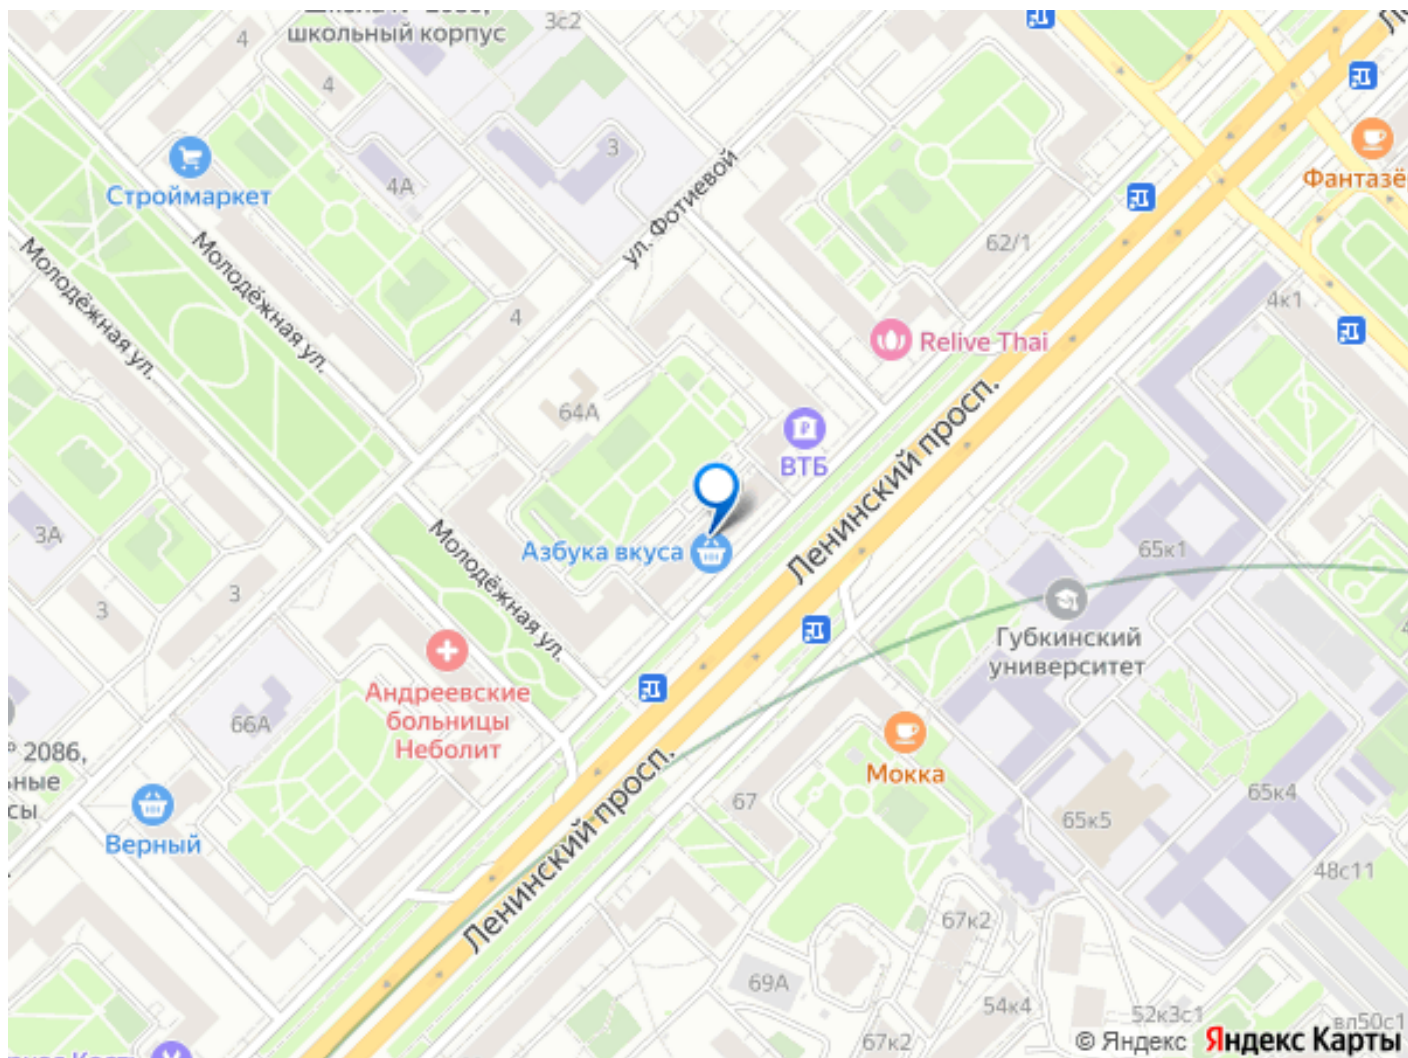 школьный корпус
3с2
4
4
3
4А
Строймаркет
ул. Фотиевой
Фантазё
62/1
Молодёжная ул.
Молодёжная ул.
4к1
4
Relive Thai
64А
Ленинский просп.
ВТБ
3А
Азбука вкуса
65к1
Молодёжная ул.
3
3
Губкинский
университет
Андреевские
больницы
Неболит
66А
№ 2086,
Мокка
67
65к4
65к5
Верный
Ленинский просп.
48с11
67к2
69А
54к4
52к3с1
вл50с1
67к2
© Яндекс
Яндекс Карты